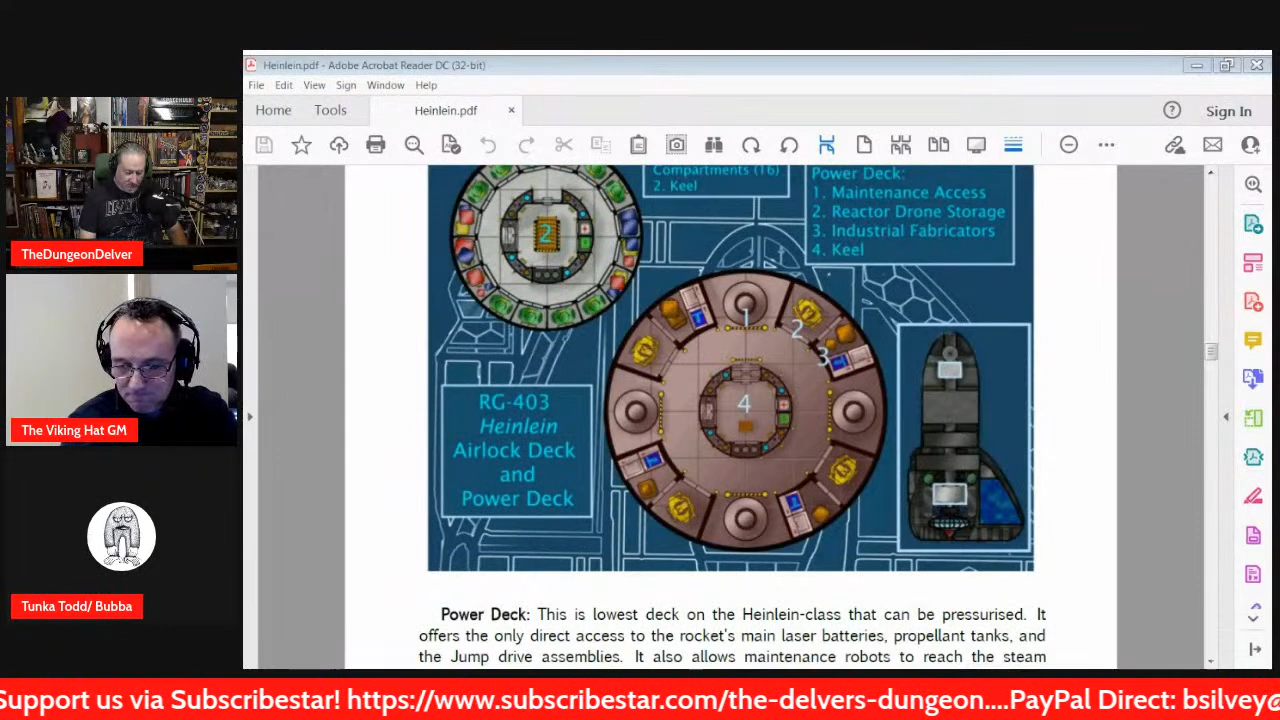 Heinlein.pdf - Adobe Acrobat Reader DC (32-bit)
File Edit View Sign Window Help
Home Tools Heinlein.pdf × Sign In
TheDungeonDelver
The Viking Hat GM
Tunka Todd/ Bubba
Compartments (16)
2. Keel
Power Deck:
1. Maintenance Access
2. Reactor Drone Storage
3. Industrial Fabricators
4. Keel
2
1
2
3
4
RG-403
Heinlein
Airlock Deck
and
Power Deck
Power Deck: This is lowest deck on the Heinlein-class that can be pressurised. It
offers the only direct access to the rocket's main laser batteries, propellant tanks, and
the Jump drive assemblies. It also allows maintenance robots to reach the steam
Support us via Subscribestar! https://www.subscribestar.com/the-delvers-dungeon....PayPal Direct: bsilvey@